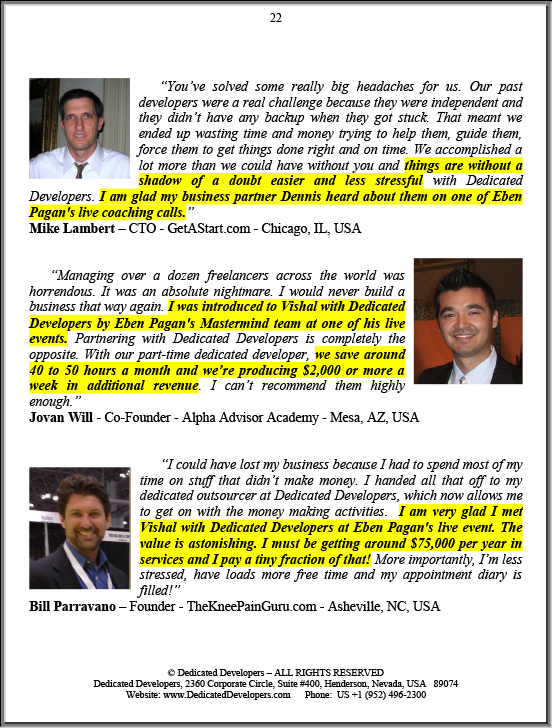 22
“You’ve solved some really big headaches for us. Our past
developers were a real challenge because they were independent and
they didn’t have any backup when they got stuck. That meant we
ended up wasting time and money trying to help them, guide them,
force them to get things done right and on time. We accomplished a
lot more than we could have without you and things are without a
shadow of a doubt easier and less stressful with Dedicated
Developers. I am glad my business partner Dennis heard about them on one of Eben
Pagan's live coaching calls.”
Mike Lambert – CTO - GetAStart.com - Chicago, IL, USA
“Managing over a dozen freelancers across the world was
horrendous. It was an absolute nightmare. I would never build a
business that way again. I was introduced to Vishal with Dedicated
Developers by Eben Pagan's Mastermind team at one of his live
events. Partnering with Dedicated Developers is completely the
opposite. With our part-time dedicated developer, we save around
40 to 50 hours a month and we’re producing $2,000 or more a
week in additional revenue. I can’t recommend them highly
enough.”
Jovan Will - Co-Founder - Alpha Advisor Academy - Mesa, AZ, USA
“I could have lost my business because I had to spend most of my
time on stuff that didn’t make money. I handed all that off to my
dedicated outsourcer at Dedicated Developers, which now allows me
to get on with the money making activities. I am very glad I met
Vishal with Dedicated Developers at Eben Pagan's live event. The
value is astonishing. I must be getting around $75,000 per year in
services and I pay a tiny fraction of that! More importantly, I’m less
stressed, have loads more free time and my appointment diary is
filled!”
Bill Parravano – Founder - TheKneePainGuru.com - Asheville, NC, USA
© Dedicated Developers – ALL RIGHTS RESERVED
Dedicated Developers, 2360 Corporate Circle, Suite #400, Henderson, Nevada, USA 89074
Website: www.DedicatedDevelopers.com Phone: US +1 (952) 496-2300